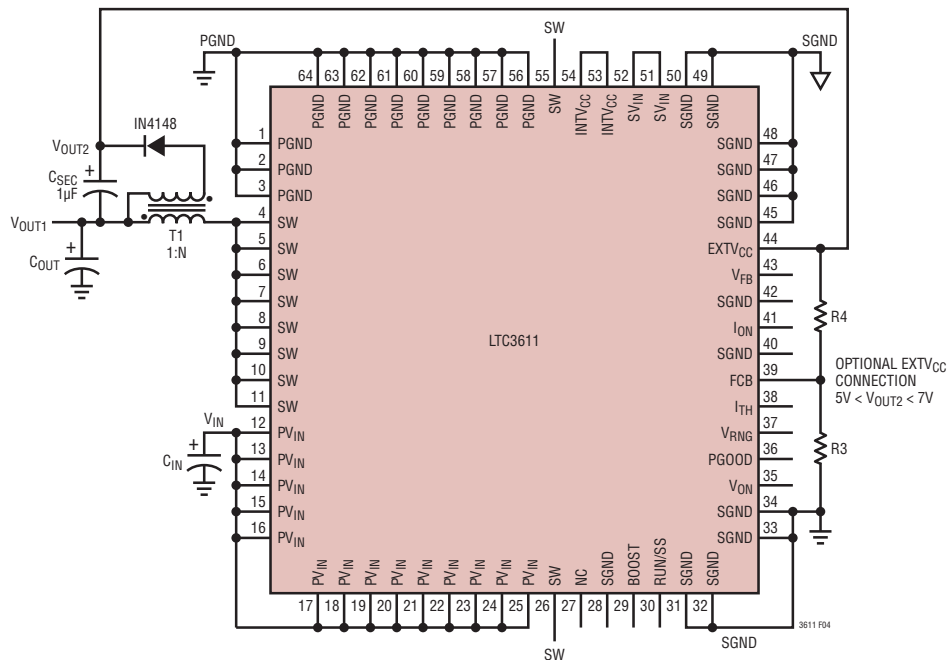 PGND
SW
SGND
64 63 62 61 60 59 58 57 56 55 54 53 52 51 50 49
PGND PGND PGND PGND PGND PGND PGND PGND PGND SW INTVCC INTVCC SVIN SVIN SGND SGND
IN4148
VOUT2
CSEC
1µF
+
VOUT1
T1
1:N
COUT
+
VIN
CIN
+
1 PGND
2 PGND
3 PGND
4 SW
5 SW
6 SW
7 SW
8 SW
9 SW
10 SW
11 SW
12 PVIN
13 PVIN
14 PVIN
15 PVIN
16 PVIN
LTC3611
SGND 48
SGND 47
SGND 46
SGND 45
EXTVCC 44
VFB 43
SGND 42
ION 41
SGND 40
FCB 39
ITH 38
VRNG 37
PGOOD 36
VON 35
SGND 34
SGND 33
R4
OPTIONAL EXTVCC
CONNECTION
5V < VOUT2 < 7V
R3
PVIN PVIN PVIN PVIN PVIN PVIN PVIN PVIN PVIN SW NC SGND BOOST RUN/SS SGND SGND
17 18 19 20 21 22 23 24 25 26 27 28 29 30 31 32
3611 F04
SW
SGND